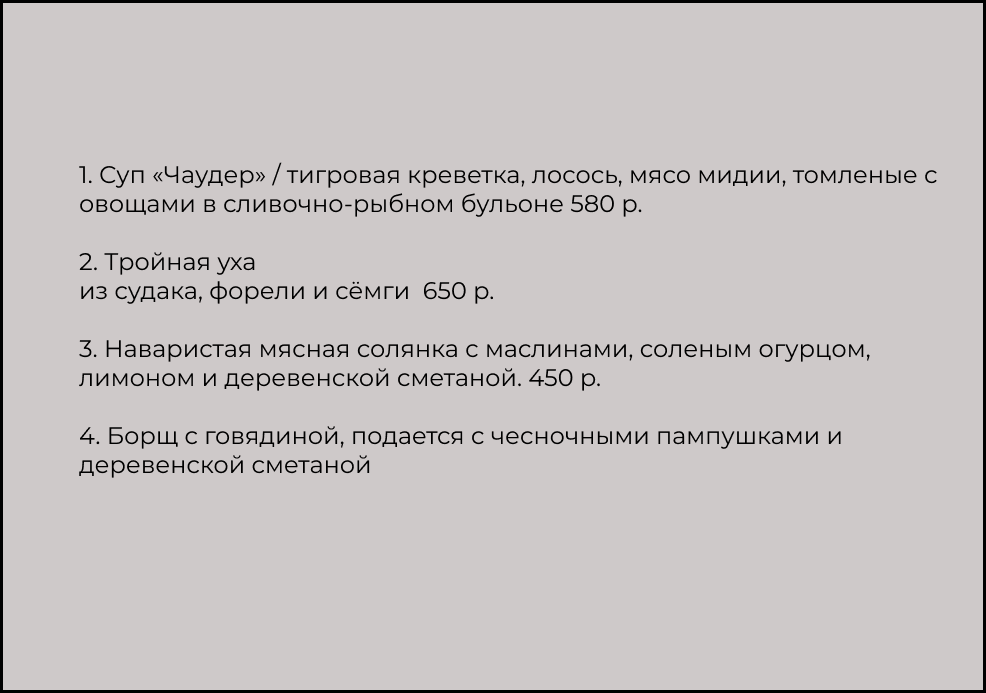 1. Суп «Чаудер» / тигровая креветка, лосось, мясо мидии, томленые с
овощами в сливочно-рыбном бульоне 580 р.
2. Тройная уха
из судака, форели и сёмги  650 р.
3. Наваристая мясная солянка с маслинами, соленым огурцом,
лимоном и деревенской сметаной. 450 р.
4. Борщ с говядиной, подается с чесночными пампушками и
деревенской сметаной